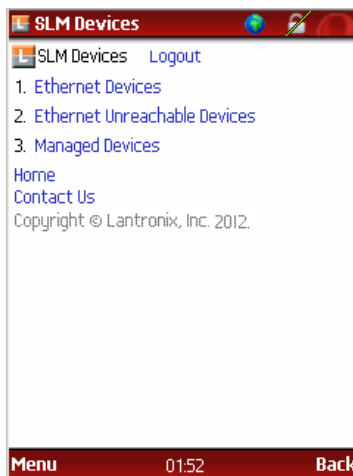 SLM Devices
SLM Devices Logout
1. Ethernet Devices
2. Ethernet Unreachable Devices
3. Managed Devices
Home
Contact Us
Copyright © Lantronix, Inc. 2012.
Menu 01:52 Back